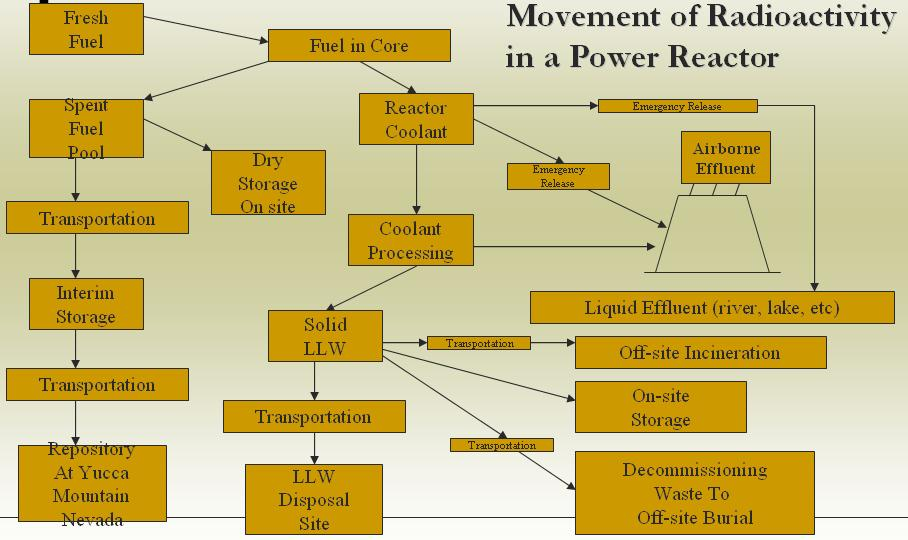 Movement of Radioactivity
in a Power Reactor
Fresh
Fuel
Fuel in Core
Spent
Fuel
Pool
Reactor
Coolant
Emergency Release
Airborne
Effluent
Dry
Storage
On site
Emergency
Release
Transportation
Coolant
Processing
Interim
Storage
Liquid Effluent (river, lake, etc)
Solid
LLW
Transportation
Off-site Incineration
Transportation
On-site
Storage
Transportation
Transportation
Repository
At Yucca
Mountain
Nevada
LLW
Disposal
Site
Decommissioning
Waste To
Off-site Burial